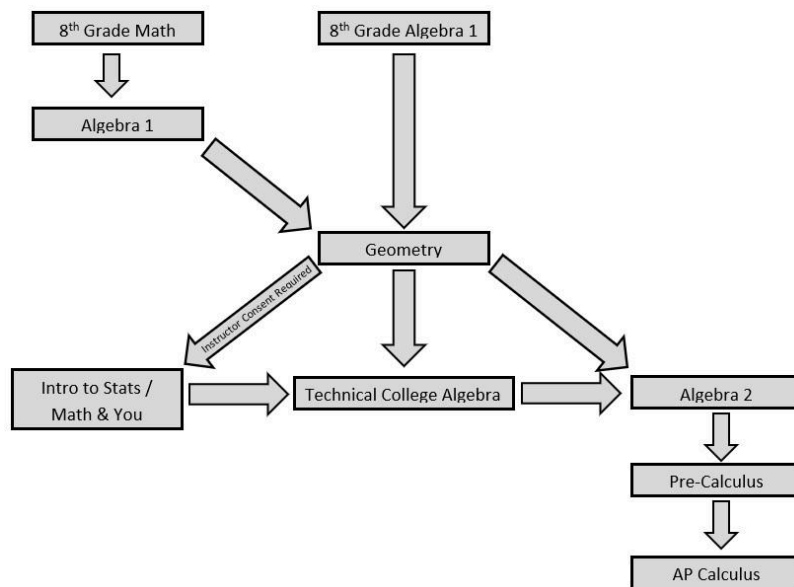 8th Grade Math
8th Grade Algebra 1
Algebra 1
Geometry
Instructor Consent Required
Intro to Stats /
Math & You
Technical College Algebra
Algebra 2
Pre-Calculus
AP Calculus